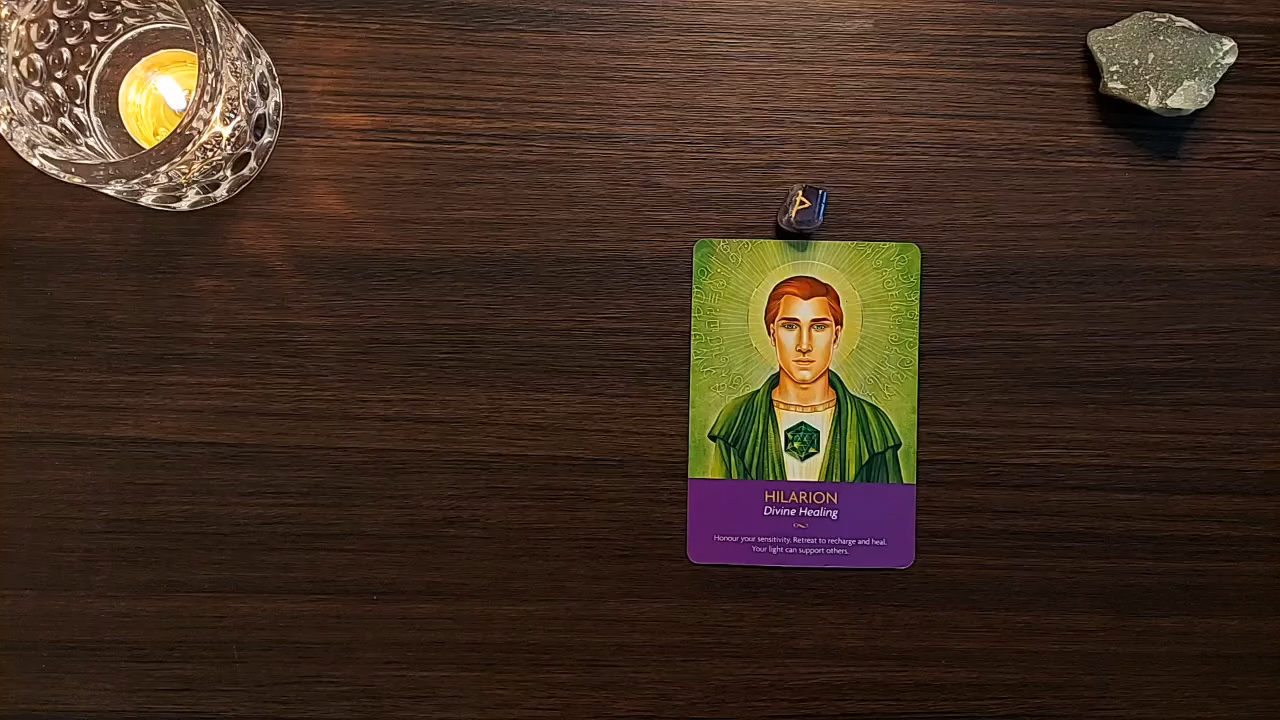 ᚹ
HILARION
Divine Healing
Honour your sensitivity. Retreat to recharge and heal.
Your light can support others.